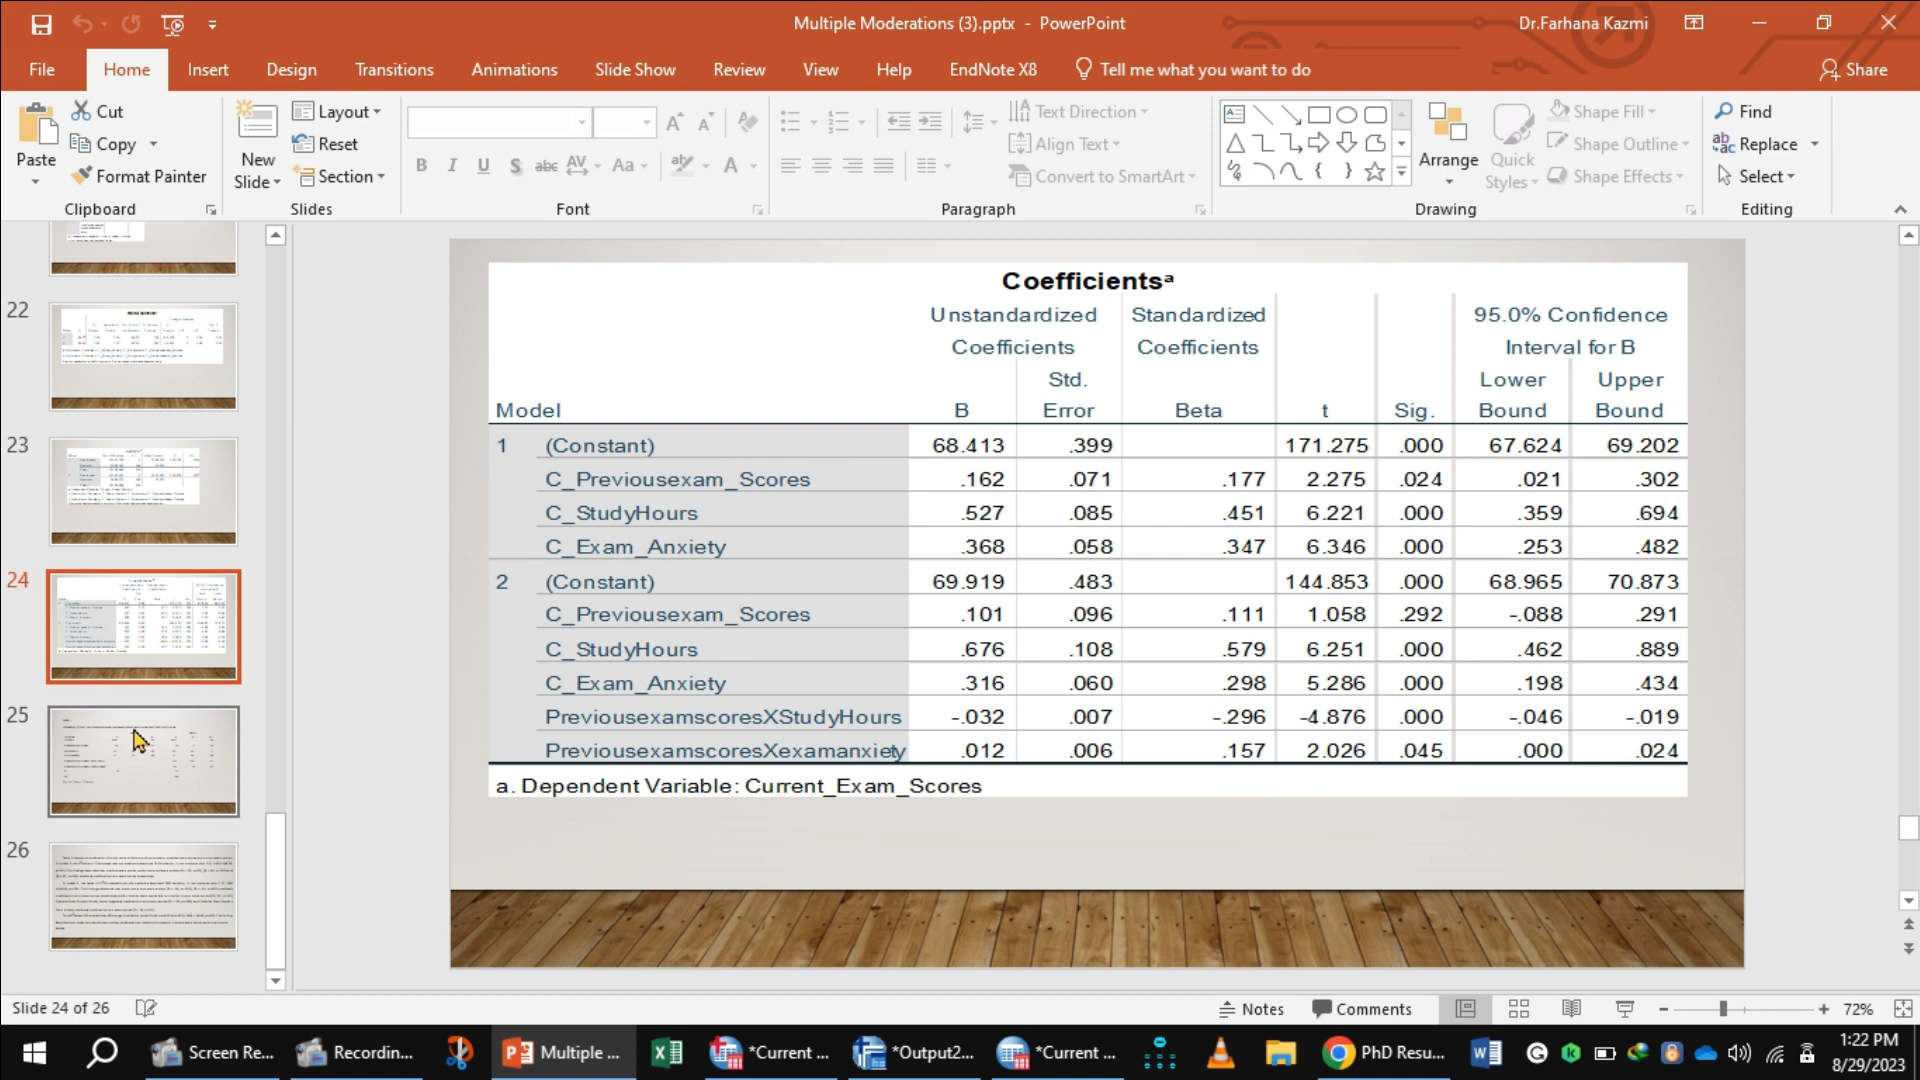 Multiple Moderations (3).pptx - PowerPoint
Dr.Farhana Kazmi
File Home Insert Design Transitions Animations Slide Show Review View Help EndNote X8 Tell me what you want to do Share
Paste
Cut
Copy
Format Painter
Clipboard
New Slide
Layout
Reset
Section
Slides
B I U S abc AV Aa A
Font
Text Direction
Align Text
Convert to SmartArt
Paragraph
Arrange
Quick Styles
Shape Fill
Shape Outline
Shape Effects
Drawing
Find
Replace
Select
Editing
22
23
24
25
26
Coefficientsᵃ
Unstandardized Coefficients Standardized Coefficients 95.0% Confidence Interval for B
Model B Std. Error Beta t Sig. Lower Bound Upper Bound
1 (Constant) 68.413 .399 171.275 .000 67.624 69.202
C_Previousexam_Scores .162 .071 .177 2.275 .024 .021 .302
C_StudyHours .527 .085 .451 6.221 .000 .359 .694
C_Exam_Anxiety .368 .058 .347 6.346 .000 .253 .482
2 (Constant) 69.919 .483 144.853 .000 68.965 70.873
C_Previousexam_Scores .101 .096 .111 1.058 .292 -.088 .291
C_StudyHours .676 .108 .579 6.251 .000 .462 .889
C_Exam_Anxiety .316 .060 .298 5.286 .000 .198 .434
PreviousexamscoresXStudyHours -.032 .007 -.296 -4.876 .000 -.046 -.019
PreviousexamscoresXexamanxiety .012 .006 .157 2.026 .045 .000 .024
a. Dependent Variable: Current_Exam_Scores
Slide 24 of 26
Notes Comments 72%
Screen Re... Recordin... Multiple ... *Current ... *Output2... *Current ... PhD Resu...
1:22 PM
8/29/2023